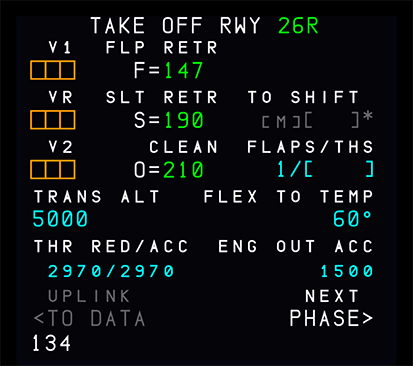 TAKE OFF RWY 26R
V1 FLP RETR
F=147
VR SLT RETR TO SHIFT
S=190 [M][ ]*
V2 CLEAN FLAPS/THS
O=210 1/[ ]
TRANS ALT FLEX TO TEMP
5000 60°
THR RED/ACC ENG OUT ACC
2970/2970 1500
UPLINK NEXT
<TO DATA PHASE>
134